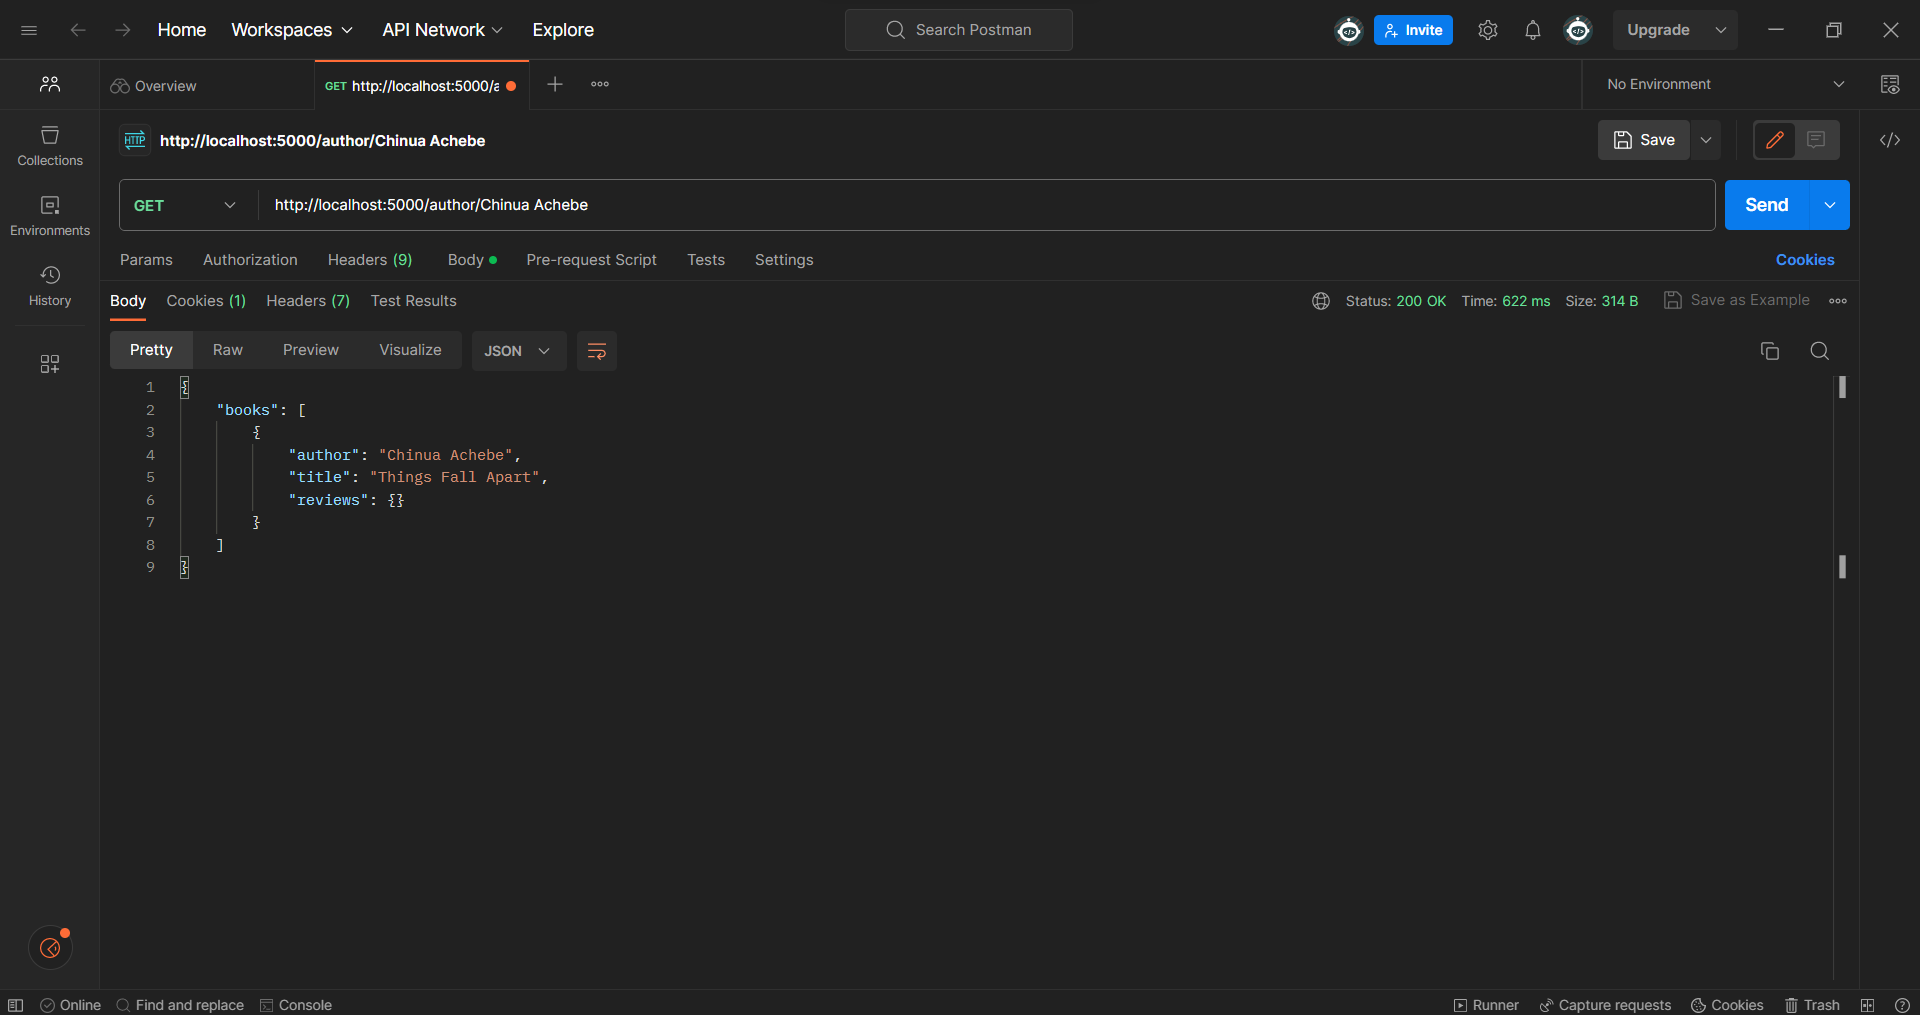 Home Workspaces API Network Explore Search Postman Invite Upgrade
Overview GET http://localhost:5000/a No Environment
HTTP http://localhost:5000/author/Chinua Achebe Save
Collections
GET http://localhost:5000/author/Chinua Achebe Send
Environments
Params Authorization Headers (9) Body Pre-request Script Tests Settings Cookies
History
Body Cookies (1) Headers (7) Test Results Status: 200 OK Time: 622 ms Size: 314 B Save as Example
Pretty Raw Preview Visualize JSON
1 {
2 "books": [
3 {
4 "author": "Chinua Achebe",
5 "title": "Things Fall Apart",
6 "reviews": {}
7 }
8 ]
9 }
Online Find and replace Console Runner Capture requests Cookies Trash